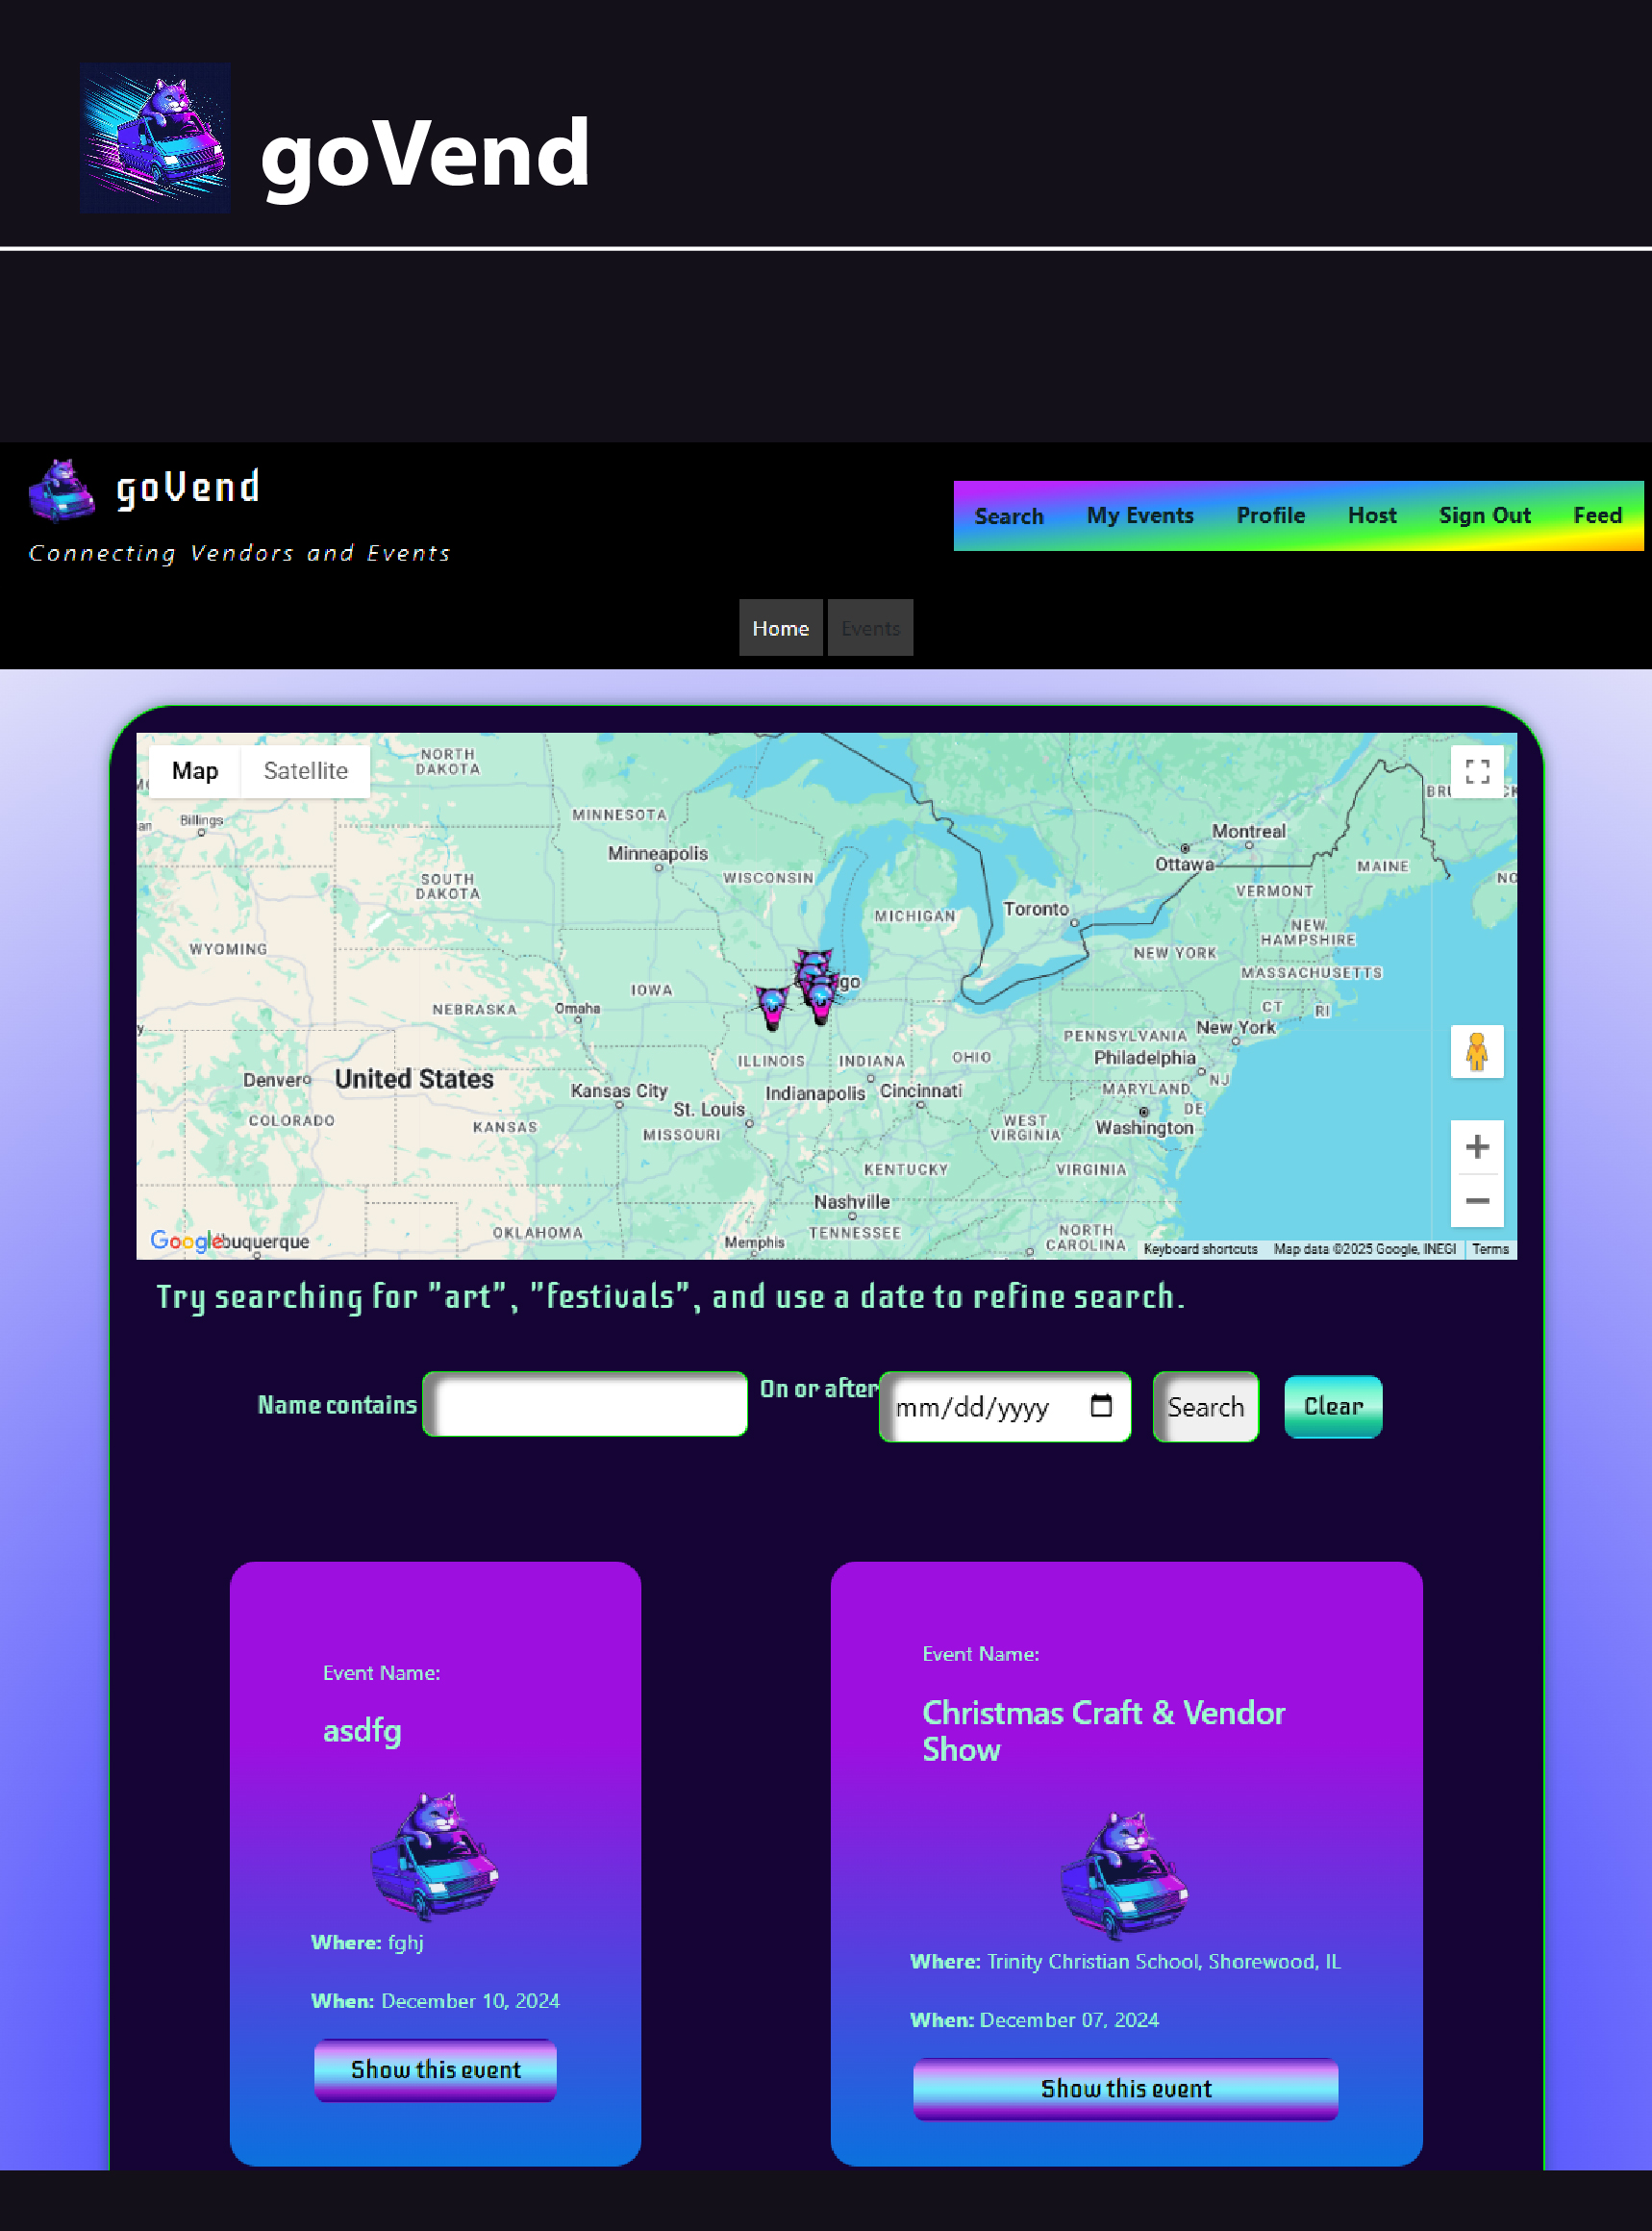 goVend
goVend
Connecting Vendors and Events
Search My Events Profile Host Sign Out Feed
Home Events
Map Satellite
NORTH
DAKOTA
Billings
MINNESOTA
Minneapolis
WISCONSIN
SOUTH
DAKOTA
Montreal
Ottawa
MAINE
VERMONT
MICHIGAN
Toronto
NEW
HAMPSHIRE
WYOMING
NEW YORK
MASSACHUSETTS
IOWA
go
NEBRASKA
Omaha
CT
RI
PENNSYLVANIA
New York
ILLINOIS
INDIANA
OHIO
Philadelphia
NJ
Denver
United States
Kansas City
Indianapolis
Cincinnati
MARYLAND
DE
COLORADO
KANSAS
St. Louis
MISSOURI
WEST
VIRGINIA
Washington
KENTUCKY
VIRGINIA
Nashville
TENNESSEE
OKLAHOMA
Memphis
NORTH
CAROLINA
Google
buquerque
Keyboard shortcuts Map data ©2025 Google, INEGI Terms
Try searching for "art", "festivals", and use a date to refine search.
Name contains On or after mm/dd/yyyy Search Clear
Event Name:
asdfg
Where: fghj
When: December 10, 2024
Show this event
Event Name:
Christmas Craft & Vendor
Show
Where: Trinity Christian School, Shorewood, IL
When: December 07, 2024
Show this event